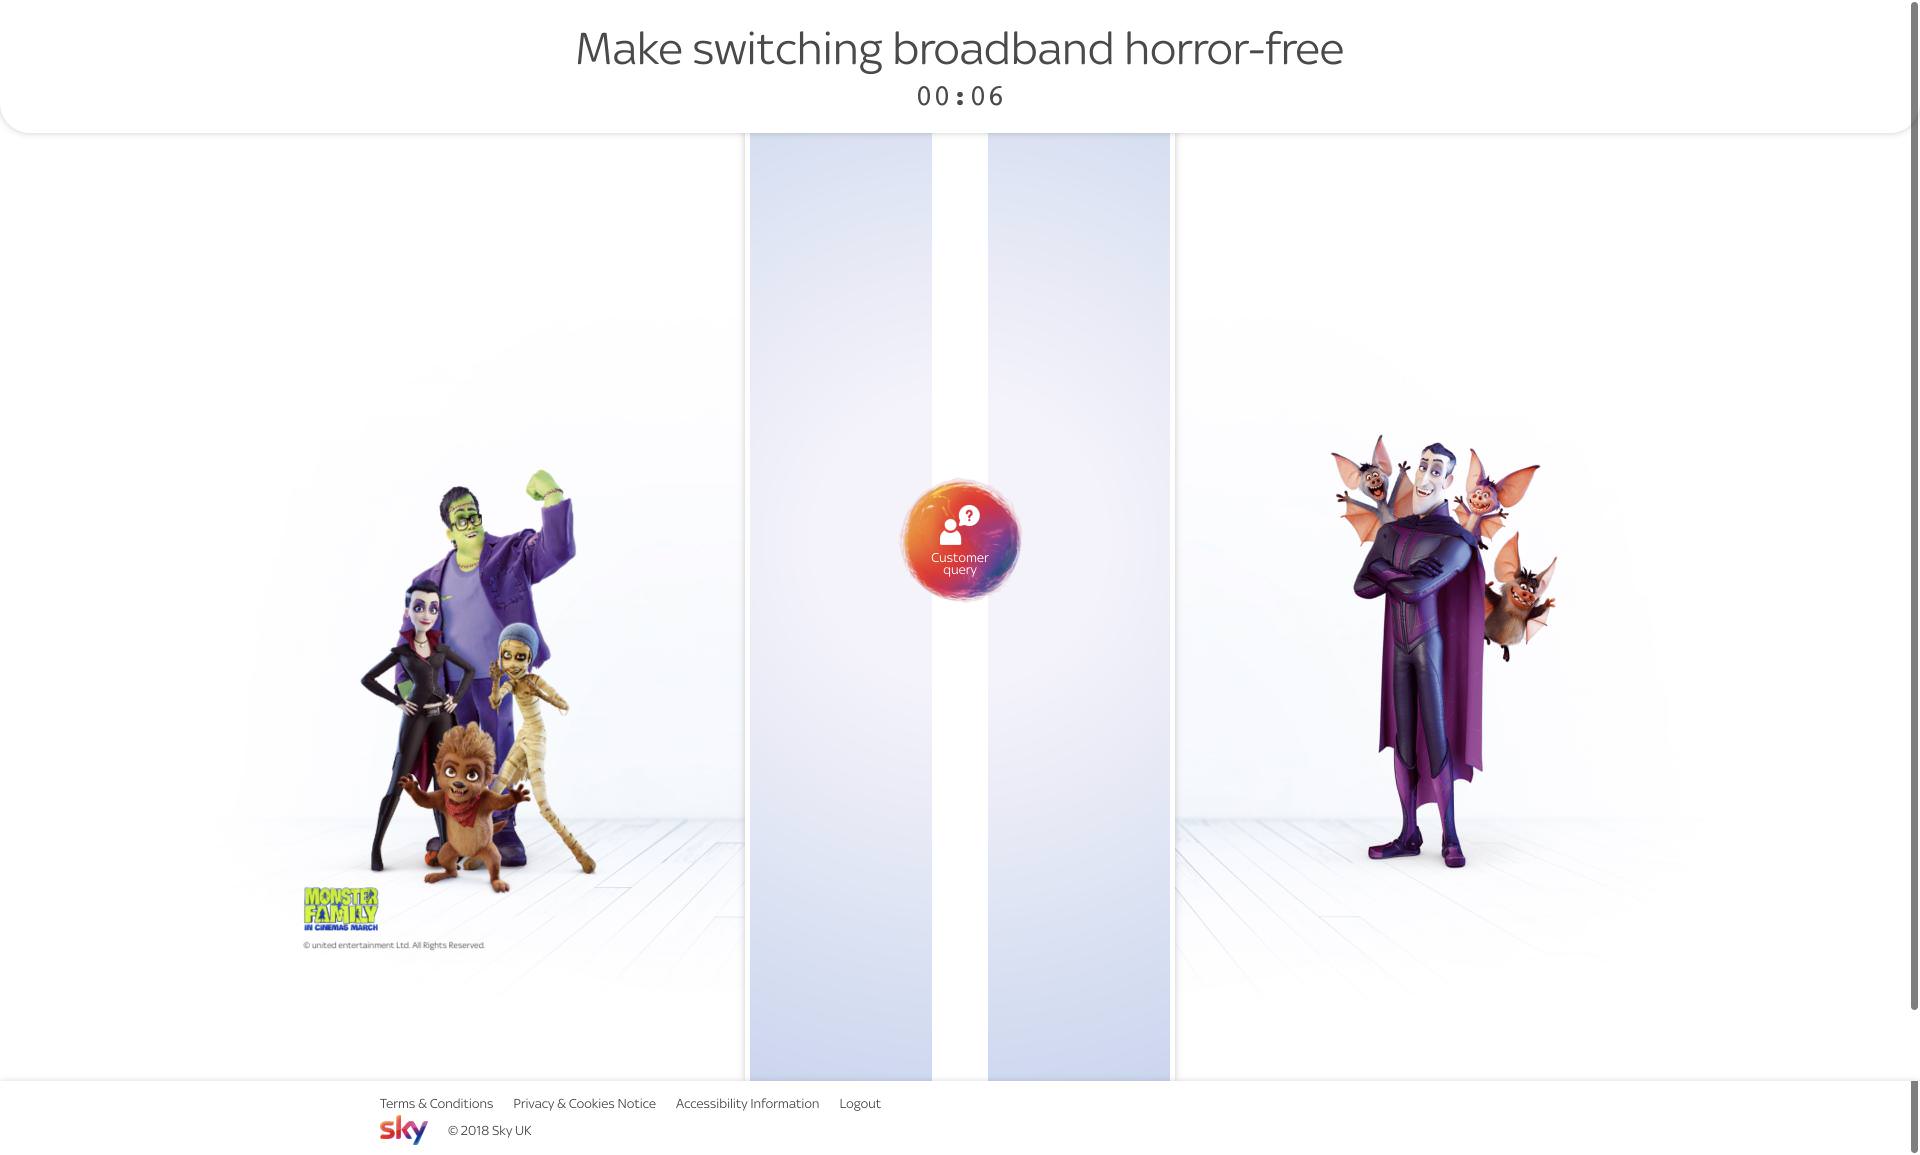 Make switching broadband horror-free
00:06
?
Customer
query
MONSTER
FAMILY
IN CINEMAS MARCH
© united entertainment Ltd. All Rights Reserved.
Terms & Conditions Privacy & Cookies Notice Accessibility Information Logout
sky © 2018 Sky UK